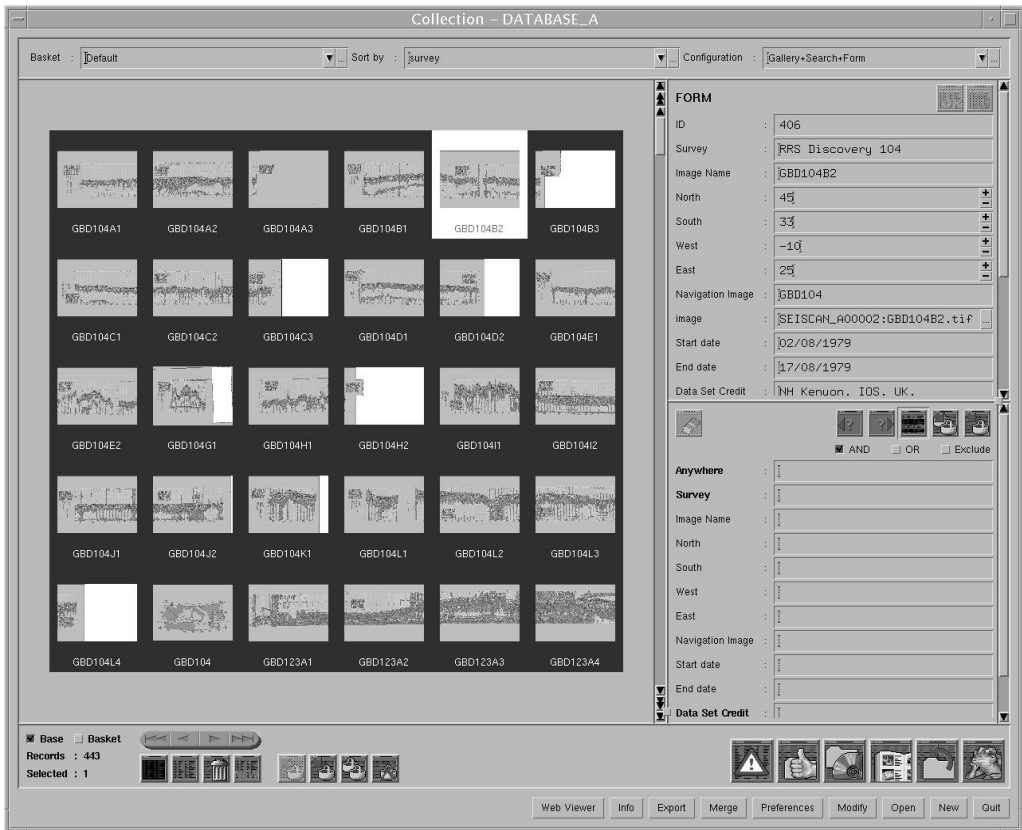 Collection – DATABASE_A
Basket : Default
Sort by : survey
Configuration : Gallery+Search+Form
GBD104A1 GBD104A2 GBD104A3 GBD104B1 GBD104B2 GBD104B3
GBD104C1 GBD104C2 GBD104C3 GBD104D1 GBD104D2 GBD104E1
GBD104E2 GBD104G1 GBD104H1 GBD104H2 GBD104I1 GBD104I2
GBD104J1 GBD104J2 GBD104K1 GBD104L1 GBD104L2 GBD104L3
GBD104L4 GBD104 GBD123A1 GBD123A2 GBD123A3 GBD123A4
FORM
ID : 406
Survey : RRS Discovery 104
Image Name : GBD104B2
North : 45
South : 33
West : -10
East : 25
Navigation Image : GBD104
image : SEISCAN_A00002:GBD104B2.tif ...
Start date : 02/08/1979
End date : 17/08/1979
Data Set Credit : NH Kenyon. IOS. UK.
AND OR Exclude
Anywhere :
Survey :
Image Name :
North :
South :
West :
East :
Navigation Image :
Start date :
End date :
Data Set Credit :
Base Basket
Records : 443
Selected : 1
Web Viewer Info Export Merge Preferences Modify Open New Quit